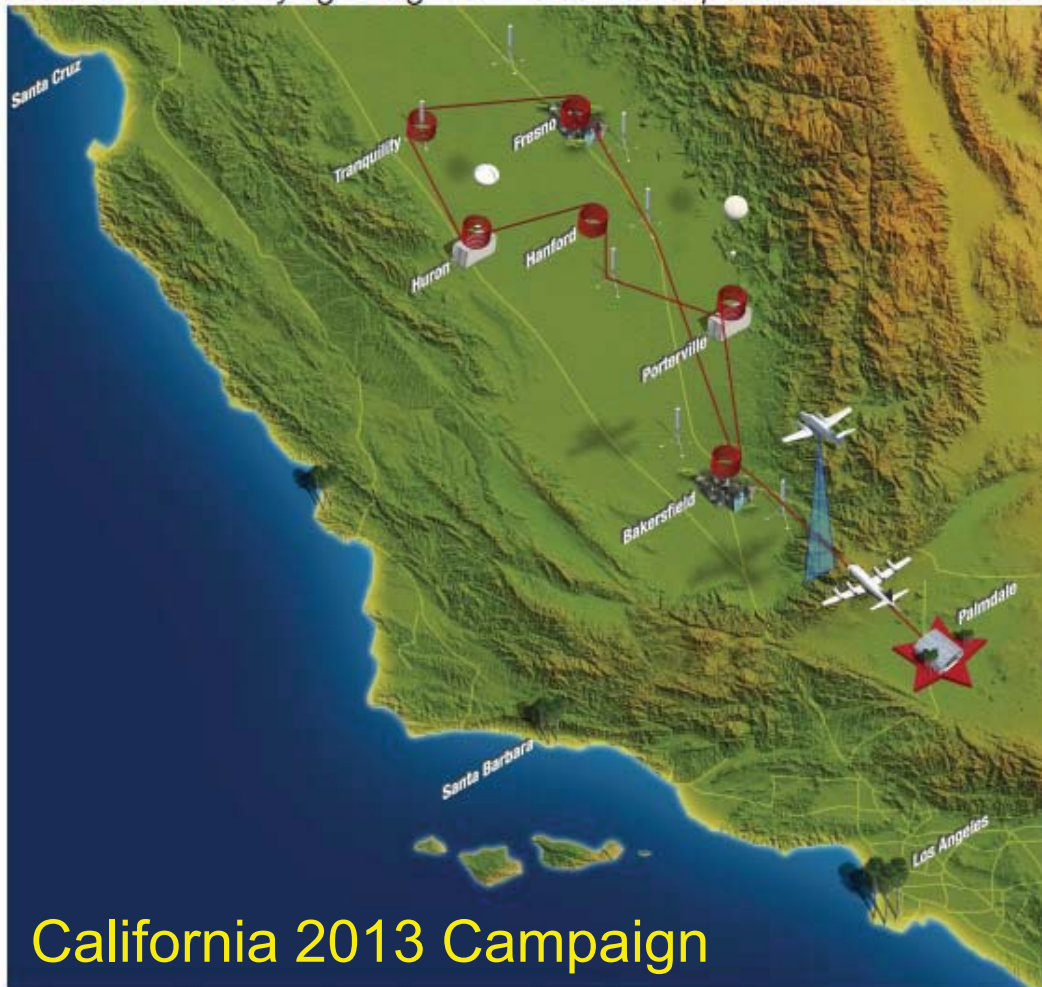 Santa Cruz
Fresno
Tranquility
Hanford
Huron
Porterville
Bakersfield
Palmdale
Santa Barbara
Los Angeles
California 2013 Campaign